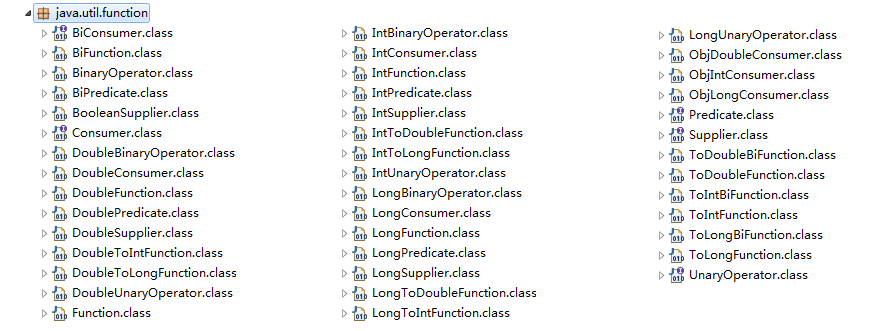 java.util.function
BiConsumer.class
BiFunction.class
BinaryOperator.class
BiPredicate.class
BooleanSupplier.class
Consumer.class
DoubleBinaryOperator.class
DoubleConsumer.class
DoubleFunction.class
DoublePredicate.class
DoubleSupplier.class
DoubleToIntFunction.class
DoubleToLongFunction.class
DoubleUnaryOperator.class
Function.class
IntBinaryOperator.class
IntConsumer.class
IntFunction.class
IntPredicate.class
IntSupplier.class
IntToDoubleFunction.class
IntToLongFunction.class
IntUnaryOperator.class
LongBinaryOperator.class
LongConsumer.class
LongFunction.class
LongPredicate.class
LongSupplier.class
LongToDoubleFunction.class
LongToIntFunction.class
LongUnaryOperator.class
ObjDoubleConsumer.class
ObjIntConsumer.class
ObjLongConsumer.class
Predicate.class
Supplier.class
ToDoubleBiFunction.class
ToDoubleFunction.class
ToIntBiFunction.class
ToIntFunction.class
ToLongBiFunction.class
ToLongFunction.class
UnaryOperator.class